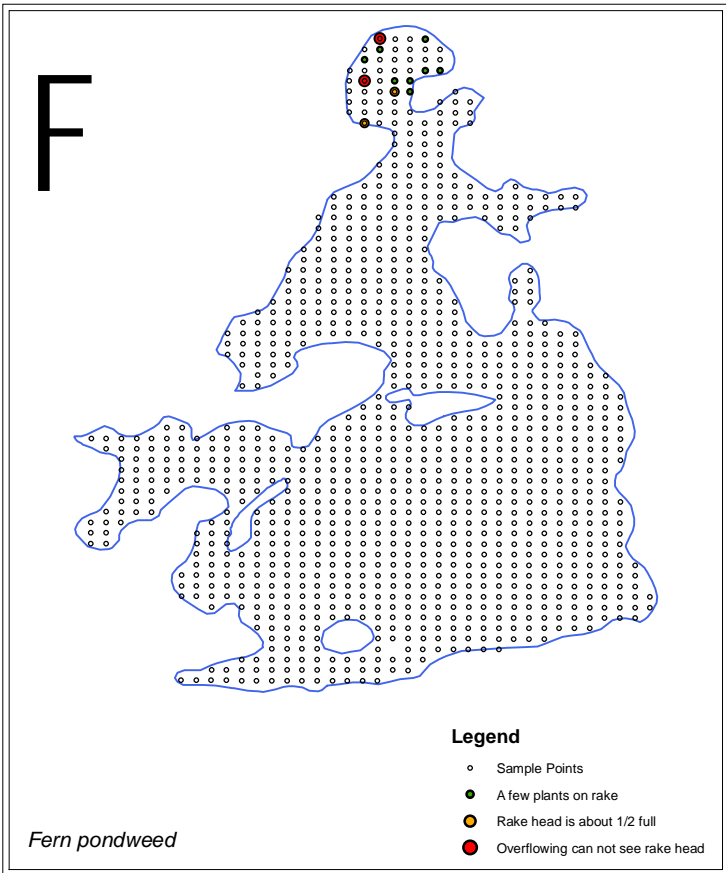 F
Legend
Sample Points
A few plants on rake
Rake head is about 1/2 full
Overflowing can not see rake head
Fern pondweed